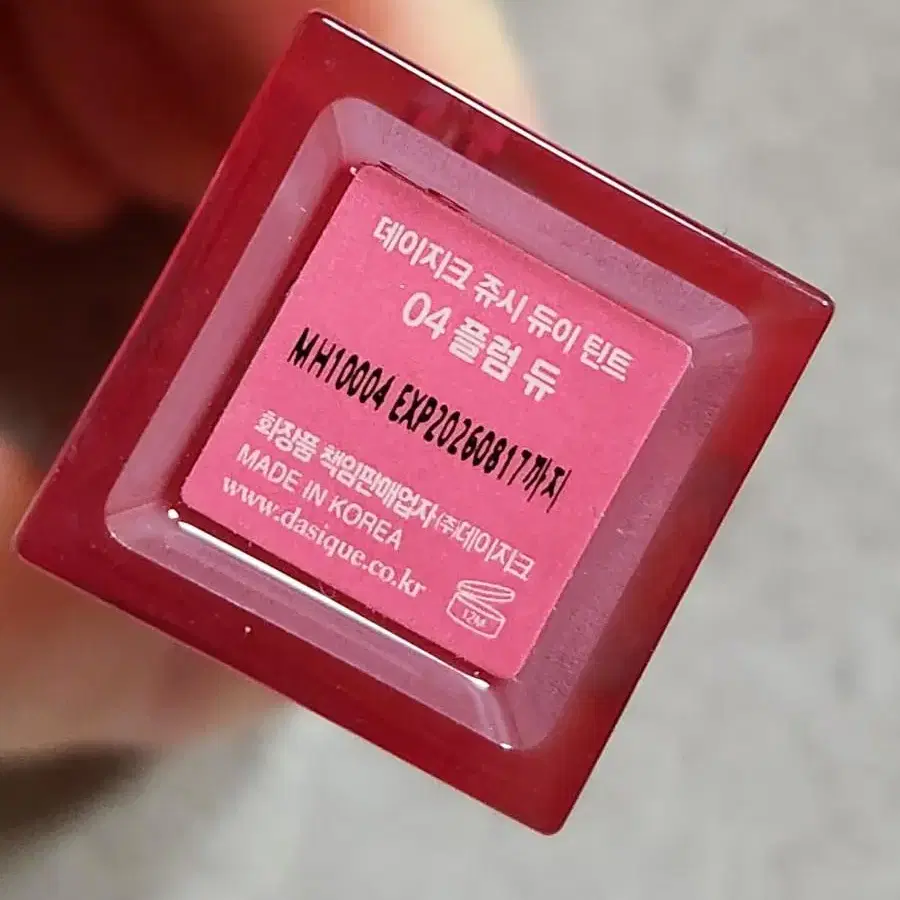 데이지크 쥬시 듀이 틴트
04 플럼 듀
MH10004 EXP20260817까지
화장품 책임판매업자 ㈜데이지크
MADE IN KOREA
www.dasique.co.kr
12M